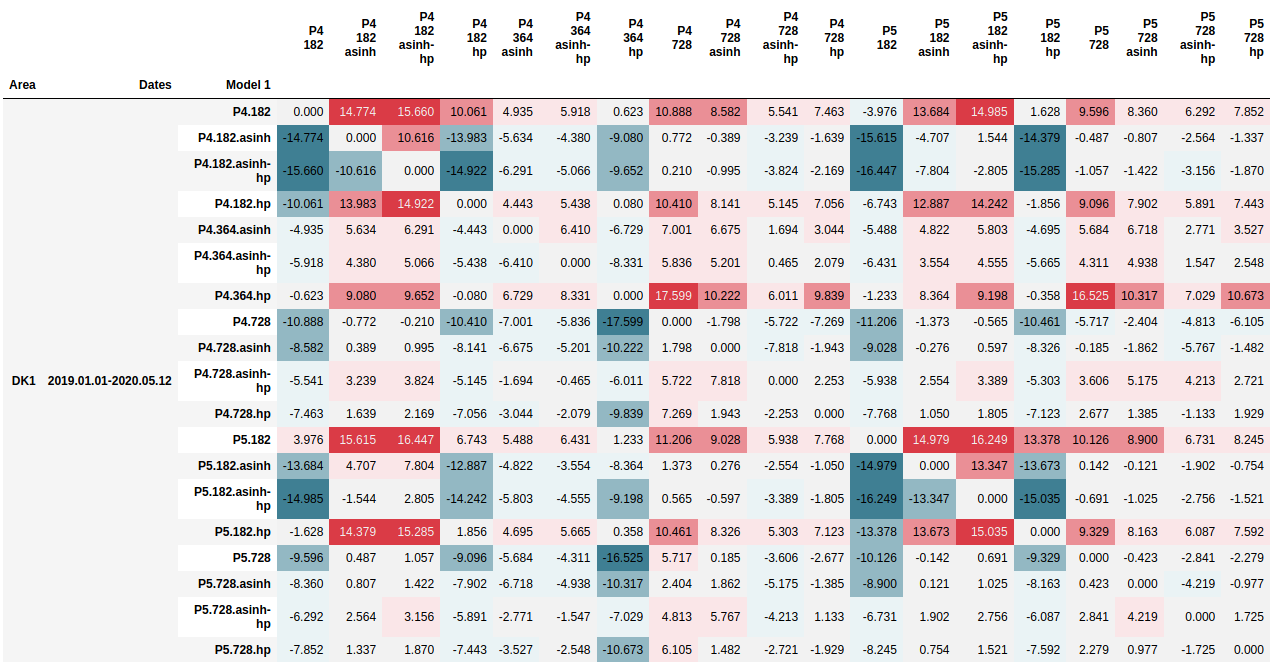 P4 182 P4 182 asinh P4 182 asinh-hp P4 182 hp P4 364 asinh P4 364 asinh-hp P4 364 hp P4 728 P4 728 asinh P4 728 asinh-hp P4 728 hp P5 182 P5 182 asinh P5 182 asinh-hp P5 182 hp P5 728 P5 728 asinh P5 728 asinh-hp P5 728 hp
Area Dates Model 1
P4.182 0.000 14.774 15.660 10.061 4.935 5.918 0.623 10.888 8.582 5.541 7.463 -3.976 13.684 14.985 1.628 9.596 8.360 6.292 7.852
P4.182.asinh -14.774 0.000 10.616 -13.983 -5.634 -4.380 -9.080 0.772 -0.389 -3.239 -1.639 -15.615 -4.707 1.544 -14.379 -0.487 -0.807 -2.564 -1.337
P4.182.asinh-hp -15.660 -10.616 0.000 -14.922 -6.291 -5.066 -9.652 0.210 -0.995 -3.824 -2.169 -16.447 -7.804 -2.805 -15.285 -1.057 -1.422 -3.156 -1.870
P4.182.hp -10.061 13.983 14.922 0.000 4.443 5.438 0.080 10.410 8.141 5.145 7.056 -6.743 12.887 14.242 -1.856 9.096 7.902 5.891 7.443
P4.364.asinh -4.935 5.634 6.291 -4.443 0.000 6.410 -6.729 7.001 6.675 1.694 3.044 -5.488 4.822 5.803 -4.695 5.684 6.718 2.771 3.527
P4.364.asinh-hp -5.918 4.380 5.066 -5.438 -6.410 0.000 -8.331 5.836 5.201 0.465 2.079 -6.431 3.554 4.555 -5.665 4.311 4.938 1.547 2.548
P4.364.hp -0.623 9.080 9.652 -0.080 6.729 8.331 0.000 17.599 10.222 6.011 9.839 -1.233 8.364 9.198 -0.358 16.525 10.317 7.029 10.673
P4.728 -10.888 -0.772 -0.210 -10.410 -7.001 -5.836 -17.599 0.000 -1.798 -5.722 -7.269 -11.206 -1.373 -0.565 -10.461 -5.717 -2.404 -4.813 -6.105
P4.728.asinh -8.582 0.389 0.995 -8.141 -6.675 -5.201 -10.222 1.798 0.000 -7.818 -1.943 -9.028 -0.276 0.597 -8.326 -0.185 -1.862 -5.767 -1.482
DK1 2019.01.01-2020.05.12 P4.728.asinh-hp -5.541 3.239 3.824 -5.145 -1.694 -0.465 -6.011 5.722 7.818 0.000 2.253 -5.938 2.554 3.389 -5.303 3.606 5.175 4.213 2.721
P4.728.hp -7.463 1.639 2.169 -7.056 -3.044 -2.079 -9.839 7.269 1.943 -2.253 0.000 -7.768 1.050 1.805 -7.123 2.677 1.385 -1.133 1.929
P5.182 3.976 15.615 16.447 6.743 5.488 6.431 1.233 11.206 9.028 5.938 7.768 0.000 14.979 16.249 13.378 10.126 8.900 6.731 8.245
P5.182.asinh -13.684 4.707 7.804 -12.887 -4.822 -3.554 -8.364 1.373 0.276 -2.554 -1.050 -14.979 0.000 13.347 -13.673 0.142 -0.121 -1.902 -0.754
P5.182.asinh-hp -14.985 -1.544 2.805 -14.242 -5.803 -4.555 -9.198 0.565 -0.597 -3.389 -1.805 -16.249 -13.347 0.000 -15.035 -0.691 -1.025 -2.756 -1.521
P5.182.hp -1.628 14.379 15.285 1.856 4.695 5.665 0.358 10.461 8.326 5.303 7.123 -13.378 13.673 15.035 0.000 9.329 8.163 6.087 7.592
P5.728 -9.596 0.487 1.057 -9.096 -5.684 -4.311 -16.525 5.717 0.185 -3.606 -2.677 -10.126 -0.142 0.691 -9.329 0.000 -0.423 -2.841 -2.279
P5.728.asinh -8.360 0.807 1.422 -7.902 -6.718 -4.938 -10.317 2.404 1.862 -5.175 -1.385 -8.900 0.121 1.025 -8.163 0.423 0.000 -4.219 -0.977
P5.728.asinh-hp -6.292 2.564 3.156 -5.891 -2.771 -1.547 -7.029 4.813 5.767 -4.213 1.133 -6.731 1.902 2.756 -6.087 2.841 4.219 0.000 1.725
P5.728.hp -7.852 1.337 1.870 -7.443 -3.527 -2.548 -10.673 6.105 1.482 -2.721 -1.929 -8.245 0.754 1.521 -7.592 2.279 0.977 -1.725 0.000